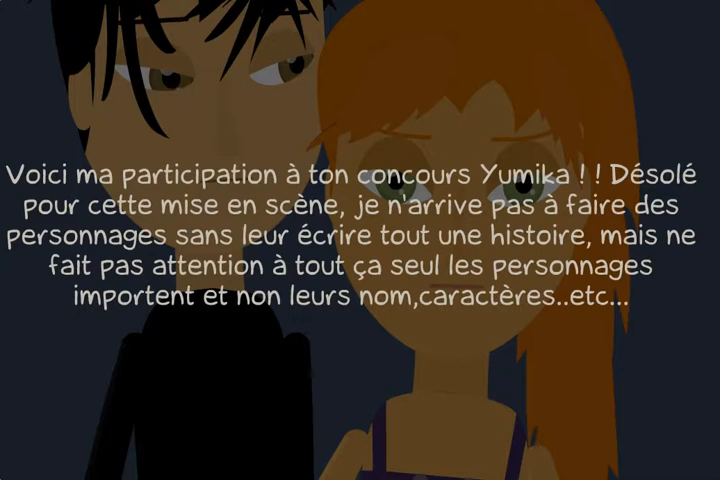 Voici ma participation à ton concours Yumika ! ! Désolé
pour cette mise en scène, je n'arrive pas à faire des
personnages sans leur écrire tout une histoire, mais ne
fait pas attention à tout ça seul les personnages
importent et non leurs nom,caractères..etc...